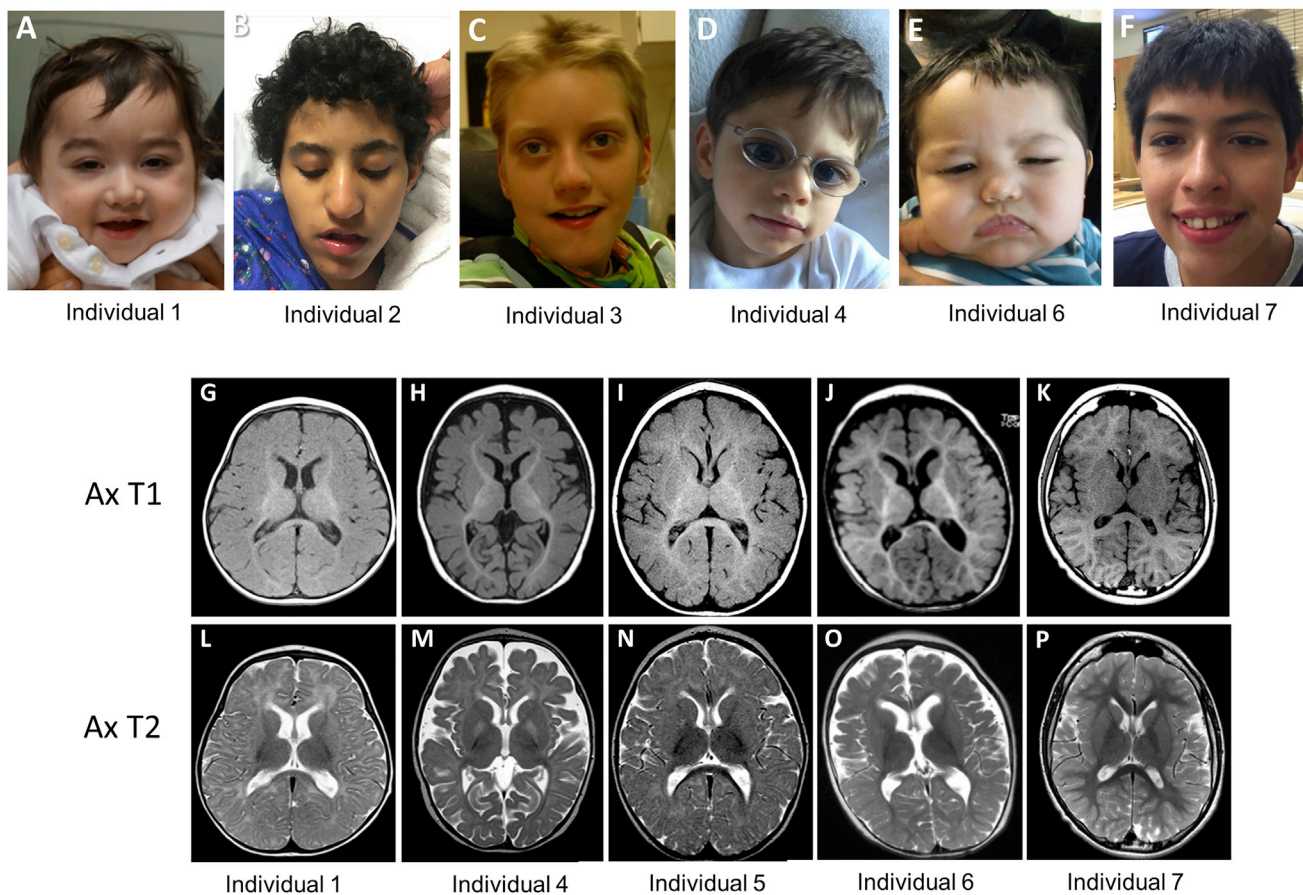 A B C D E F
Individual 1 Individual 2 Individual 3 Individual 4 Individual 6 Individual 7
G H I J K
Ax T1
L M N O P
Ax T2
Individual 1 Individual 4 Individual 5 Individual 6 Individual 7